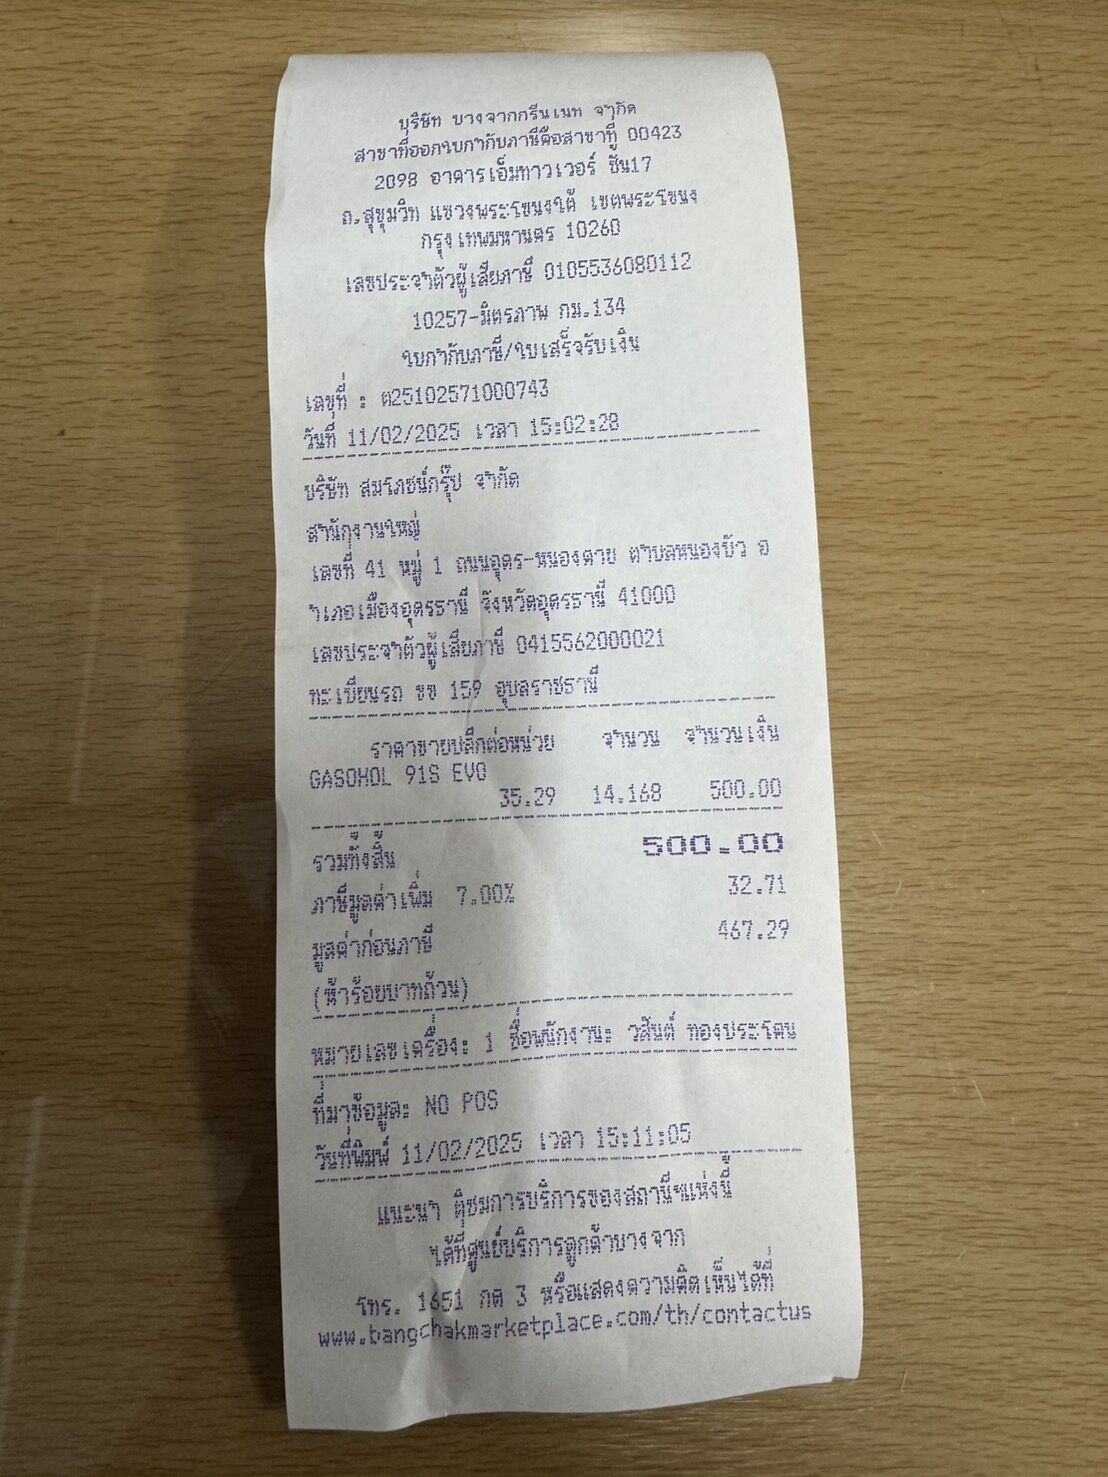 บริษัท บางจากกรีนเนท จำกัด
สาขาที่ออกใบกำกับภาษีคือสาขาที่ 00423
2098 อาคารเอ็มทาวเวอร์ ชั้น17
ถ.สุขุมวิท แขวงพระโขนงใต้ เขตพระโขนง
กรุงเทพมหานคร 10260
เลขประจำตัวผู้เสียภาษี 0105536080112
10257-มิตรภาพ กม.134
ใบกำกับภาษี/ใบเสร็จรับเงิน
เลขที่ : ต25102571000743
วันที่ 11/02/2025 เวลา 15:02:28
บริษัท สมโภชน์กรุ๊ป จำกัด
สำนักงานใหญ่
เลขที่ 41 หมู่ 1 ถนนอุดร-หนองคาย ตำบลหนองบัว อ
ำเภอเมืองอุดรธานี จังหวัดอุดรธานี 41000
เลขประจำตัวผู้เสียภาษี 0415562000021
ทะเบียนรถ ขข 159 อุบลราชธานี
ราคาขายปลีกต่อหน่วย จำนวน จำนวนเงิน
GASOHOL 91S EVO
35.29 14.168 500.00
รวมทั้งสิ้น 500.00
ภาษีมูลค่าเพิ่ม 7.00% 32.71
มูลค่าก่อนภาษี 467.29
(ห้าร้อยบาทถ้วน)
หมายเลขเครื่อง: 1 ชื่อพนักงาน: วสันต์ ทองประโคน
ที่มาข้อมูล: NO POS
วันที่พิมพ์ 11/02/2025 เวลา 15:11:05
แนะนำ ติชมการบริการของสถานีฯแห่งนี้
ได้ที่ศูนย์บริการลูกค้าบางจาก
โทร. 1651 กด 3 หรือแสดงความคิดเห็นได้ที่
www.bangchakmarketplace.com/th/contactus